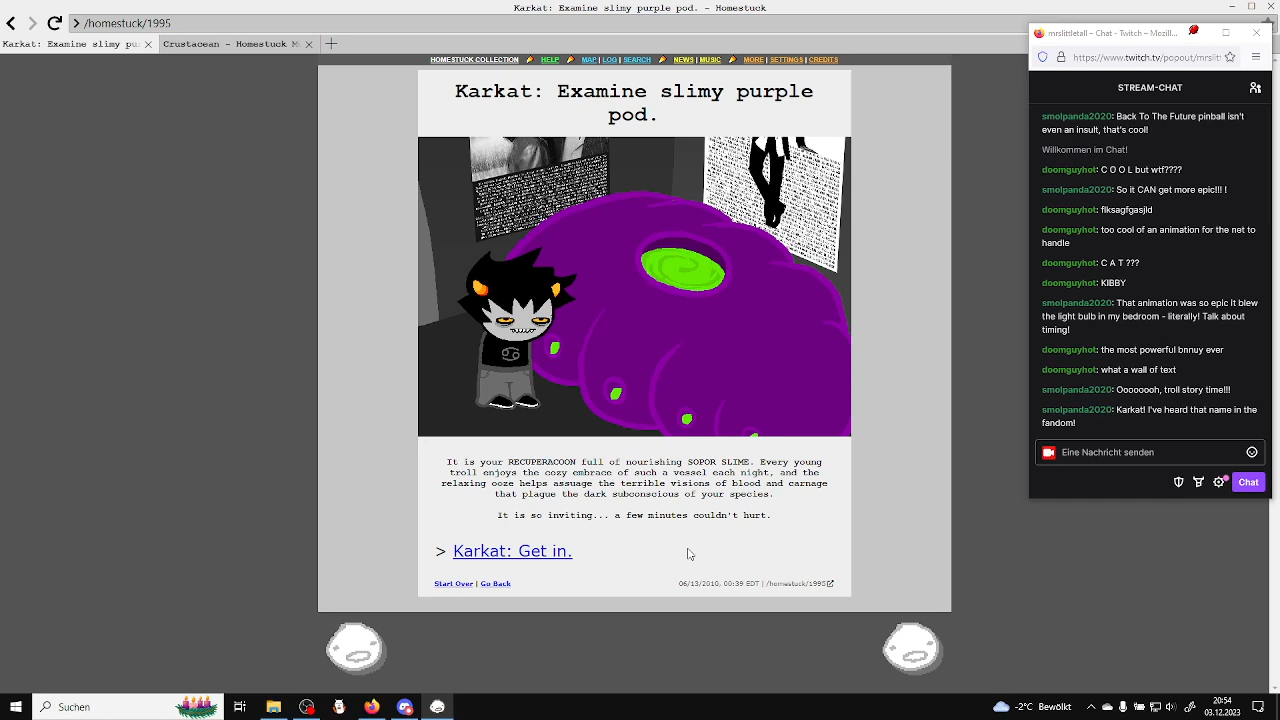 Karkat: Examine slimy purple pod. - Homestuck
/homestuck/1995
Karkat: Examine slimy pu
Crustacean - Homestuck M
HOMESTUCK COLLECTION HELP MAP | LOG | SEARCH NEWS | MUSIC MORE | SETTINGS | CREDITS
Karkat: Examine slimy purple
pod.
It is your RECUPERACOON full of nourishing SOPOR SLIME. Every young
troll enjoys the cozy embrace of such a vessel each night, and the
relaxing ooze helps assuage the terrible visions of blood and carnage
that plague the dark subconscious of your species.
It is so inviting... a few minutes couldn't hurt.
> Karkat: Get in.
Start Over | Go Back
06/13/2010, 00:39 EDT | /homestuck/1995
mrslittletall – Chat - Twitch — Mozill...
https://www.twitch.tv/popout/mrslitt
STREAM-CHAT
smolpanda2020: Back To The Future pinball isn't
even an insult, that's cool!
Willkommen im Chat!
doomguyhot: C O O L but wtf????
smolpanda2020: So it CAN get more epic!!! !
doomguyhot: flksagfgasjld
doomguyhot: too cool of an animation for the net to
handle
doomguyhot: C A T ???
doomguyhot: KIBBY
smolpanda2020: That animation was so epic it blew
the light bulb in my bedroom - literally! Talk about
timing!
doomguyhot: the most powerful bnnuy ever
doomguyhot: what a wall of text
smolpanda2020: Oooooooh, troll story time!!!
smolpanda2020: Karkat! I've heard that name in the
fandom!
Eine Nachricht senden
Chat
Suchen
-2°C Bewölkt
20:54
03.12.2023